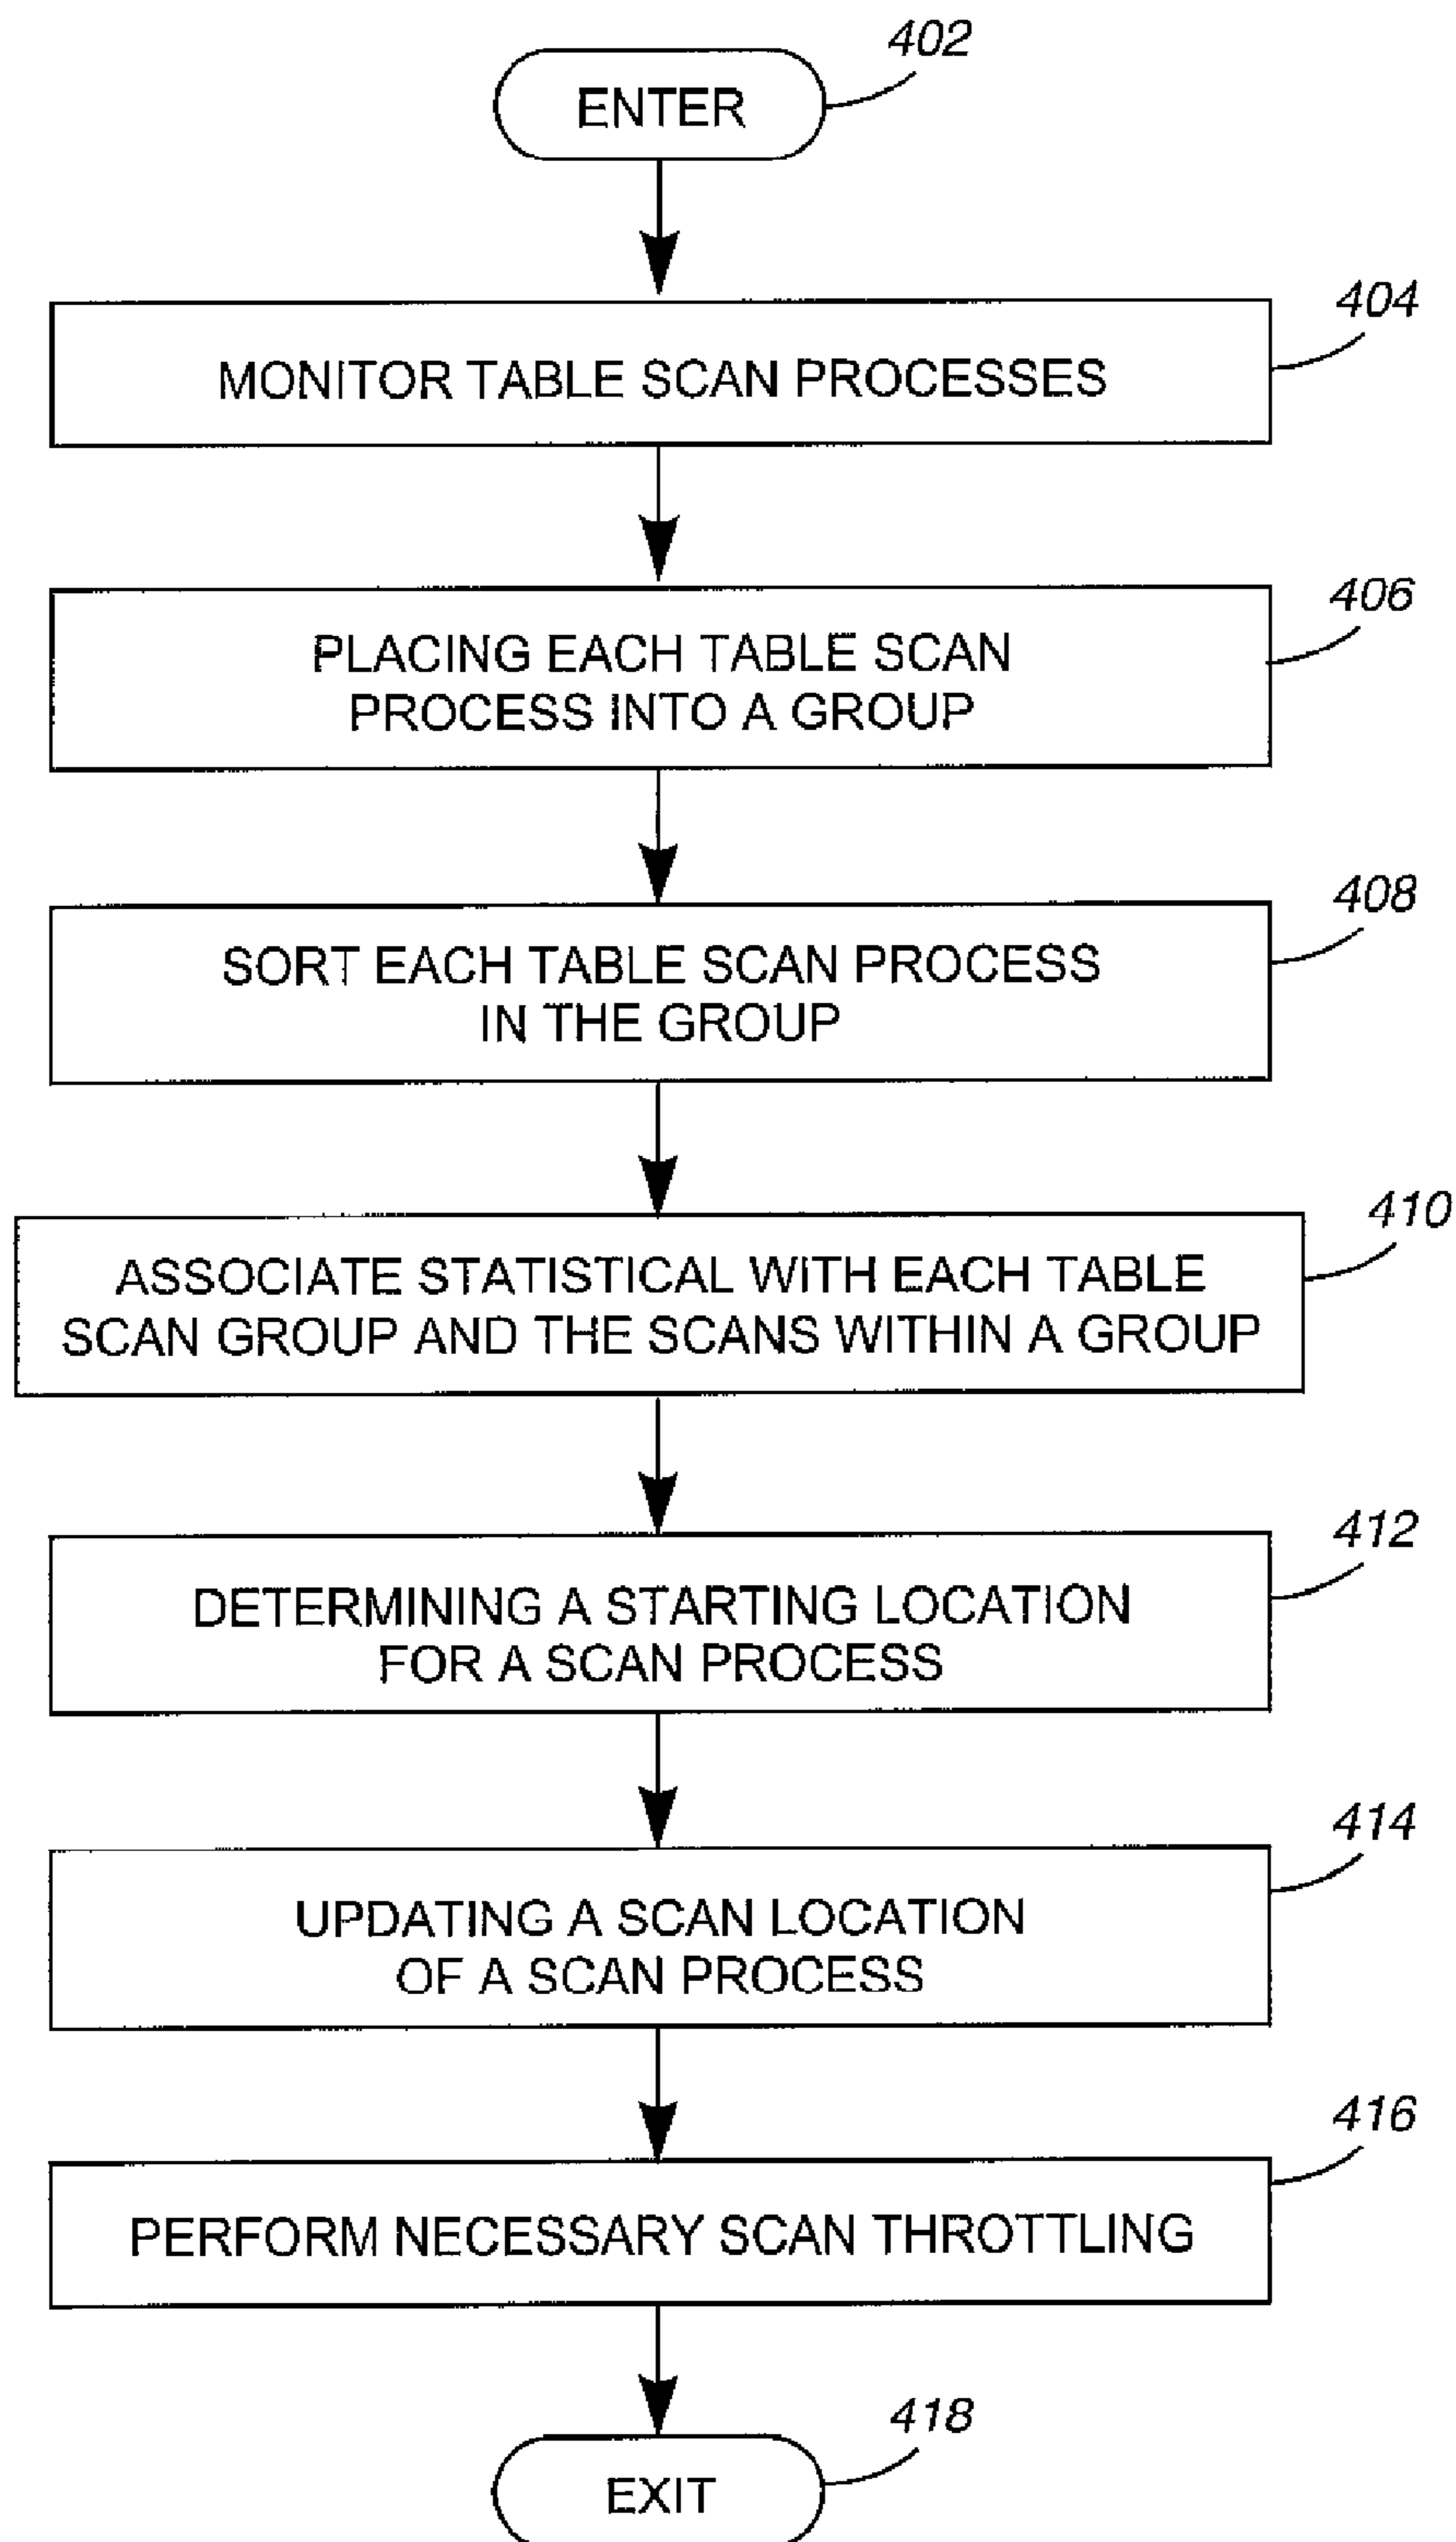 402
ENTER
404
MONITOR TABLE SCAN PROCESSES
406
PLACING EACH TABLE SCAN
PROCESS INTO A GROUP
408
SORT EACH TABLE SCAN PROCESS
IN THE GROUP
410
ASSOCIATE STATISTICAL WITH EACH TABLE
SCAN GROUP AND THE SCANS WITHIN A GROUP
412
DETERMINING A STARTING LOCATION
FOR A SCAN PROCESS
414
UPDATING A SCAN LOCATION
OF A SCAN PROCESS
416
PERFORM NECESSARY SCAN THROTTLING
418
EXIT